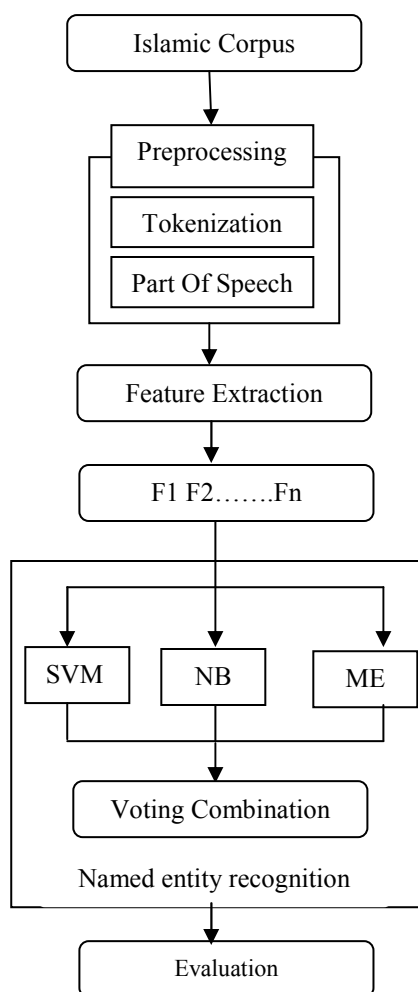 Islamic Corpus
Preprocessing
Tokenization
Part Of Speech
Feature Extraction
F1 F2…….Fn
SVM
NB
ME
Voting Combination
Named entity recognition
Evaluation